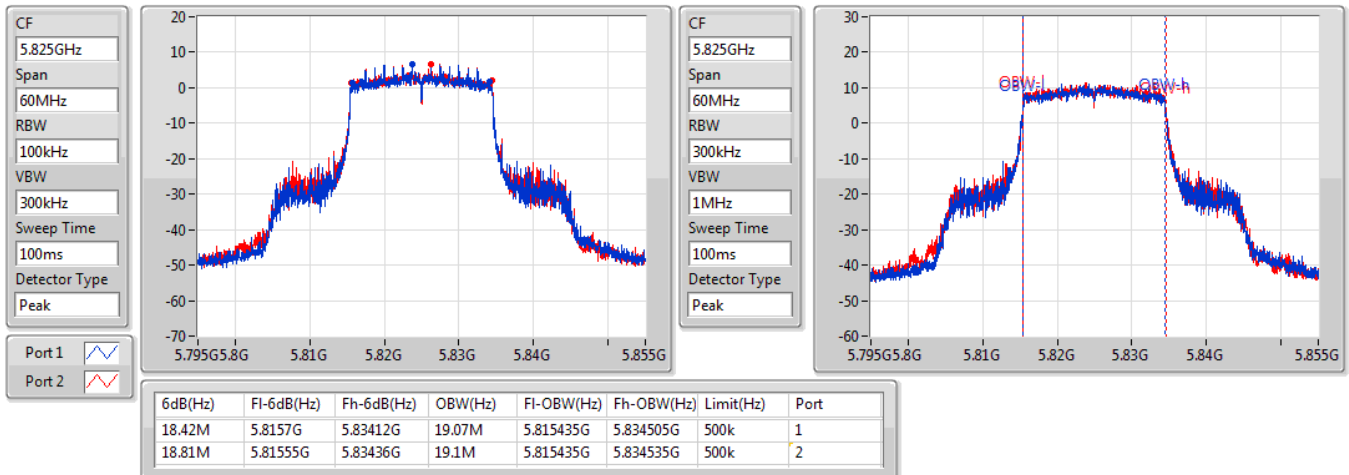 CF
5.825GHz
Span
60MHz
RBW
100kHz
VBW
300kHz
Sweep Time
100ms
Detector Type
Peak
20
10
0
-10
-20
-30
-40
-50
-60
-70
5.795G 5.8G 5.81G 5.82G 5.83G 5.84G 5.855G
CF
5.825GHz
Span
60MHz
RBW
300kHz
VBW
1MHz
Sweep Time
100ms
Detector Type
Peak
30
20
10
0
-10
-20
-30
-40
-50
-60
OBW-l OBW-h
5.795G 5.8G 5.81G 5.82G 5.83G 5.84G 5.855G
Port 1
Port 2
6dB(Hz) Fl-6dB(Hz) Fh-6dB(Hz) OBW(Hz) Fl-OBW(Hz) Fh-OBW(Hz) Limit(Hz) Port
18.42M 5.8157G 5.83412G 19.07M 5.815435G 5.834505G 500k 1
18.81M 5.81555G 5.83436G 19.1M 5.815435G 5.834535G 500k 2